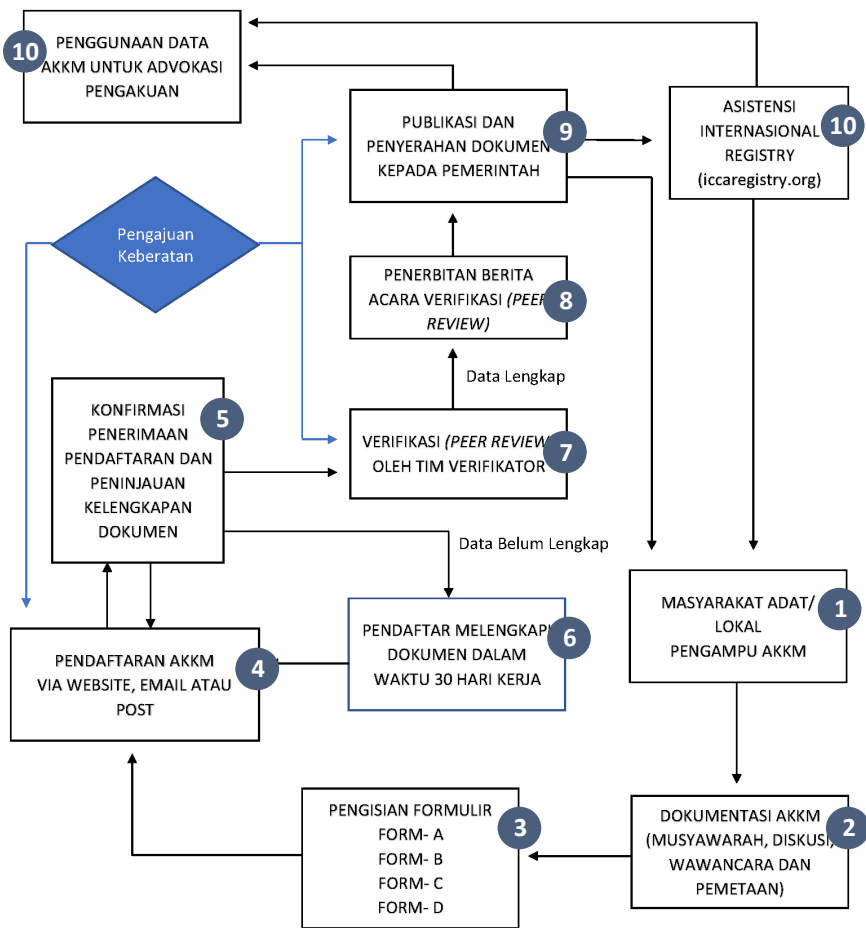 10
PENGGUNAAN DATA
AKKM UNTUK ADVOKASI
PENGAKUAN
PUBLIKASI DAN
PENYERAHAN DOKUMEN
KEPADA PEMERINTAH
9
ASISTENSI
INTERNASIONAL
REGISTRY
(iccaregistry.org)
10
Pengajuan
Keberatan
PENERBITAN BERITA
ACARA VERIFIKASI (PEER
REVIEW)
8
Data Lengkap
KONFIRMASI
PENERIMAAN
PENDAFTARAN DAN
PENINJAUAN
KELENGKAPAN
DOKUMEN
5
VERIFIKASI (PEER REVIEW
OLEH TIM VERIFIKATOR
7
Data Belum Lengkap
MASYARAKAT ADAT/
LOKAL
PENGAMPU AKKM
1
PENDAFTARAN AKKM
VIA WEBSITE, EMAIL ATAU
POST
4
PENDAFTAR MELENGKAPI
DOKUMEN DALAM
WAKTU 30 HARI KERJA
6
PENGISIAN FORMULIR
FORM- A
FORM- B
FORM- C
FORM- D
3
DOKUMENTASI AKKM
(MUSYAWARAH, DISKUSI,
WAWANCARA DAN
PEMETAAN)
2